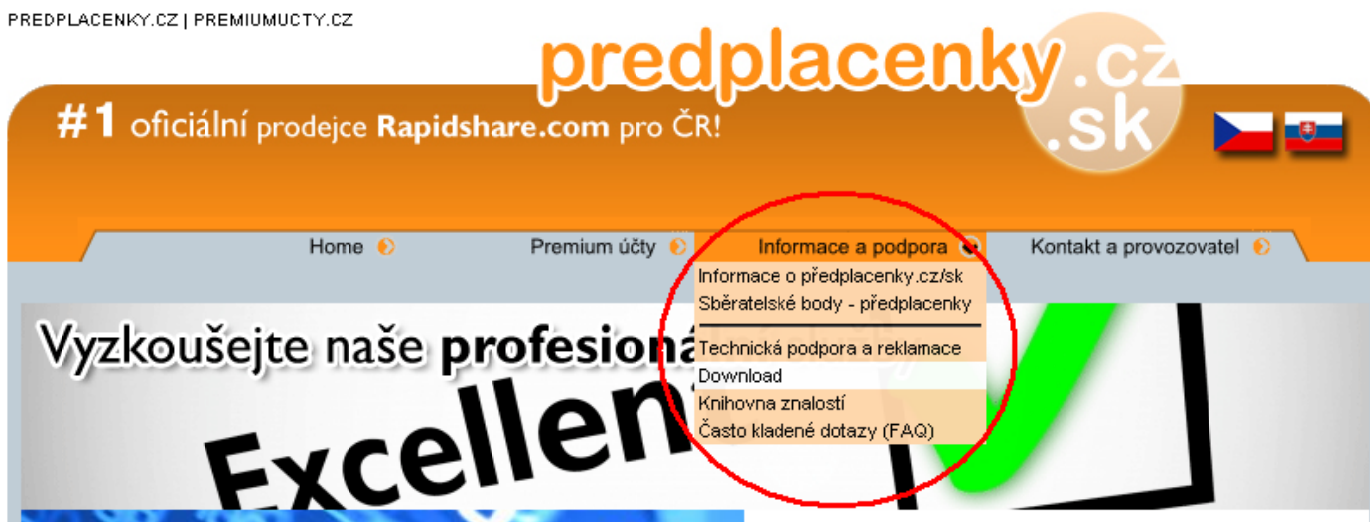 PREDPLACENKY.CZ | PREMIUMUCTY.CZ
predplacenky.cz
.sk
#1 oficiální prodejce Rapidshare.com pro ČR!
Home
Premium účty
Informace a podpora
Kontakt a provozovatel
Informace o předplacenky.cz/sk
Sběratelské body - předplacenky
Technická podpora a reklamace
Download
Knihovna znalostí
Často kladené dotazy (FAQ)
Vyzkoušejte naše